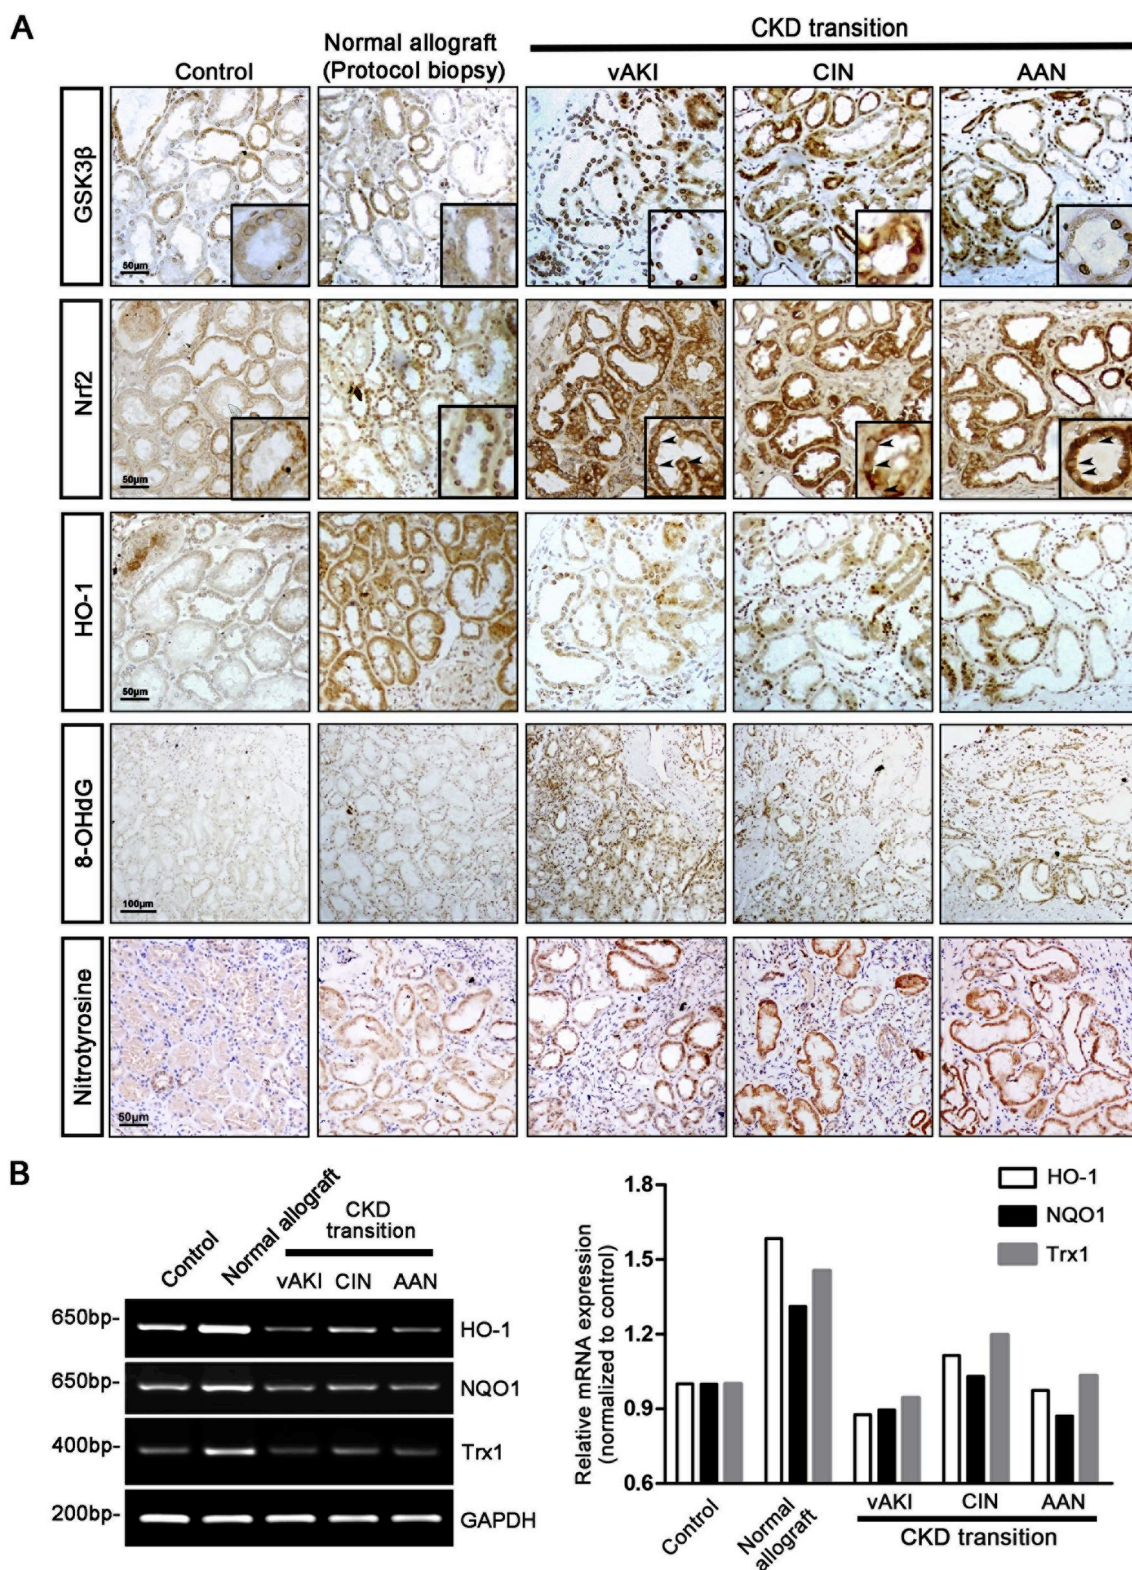 A
CKD transition
Normal allograft
(Protocol biopsy)
Control
vAKI
CIN
AAN
GSK3β
50μm
Nrf2
50μm
HO-1
50μm
8-OHdG
100μm
Nitrotyrosine
50μm
B
Control
Normal allograft
CKD
transition
vAKI
CIN
AAN
650bp-
HO-1
650bp-
NQO1
400bp-
Trx1
200bp-
GAPDH
Relative mRNA expression
(normalized to control)
1.8
1.5
1.2
0.9
0.6
HO-1
NQO1
Trx1
Control
Normal
allograft
vAKI
CIN
AAN
CKD transition